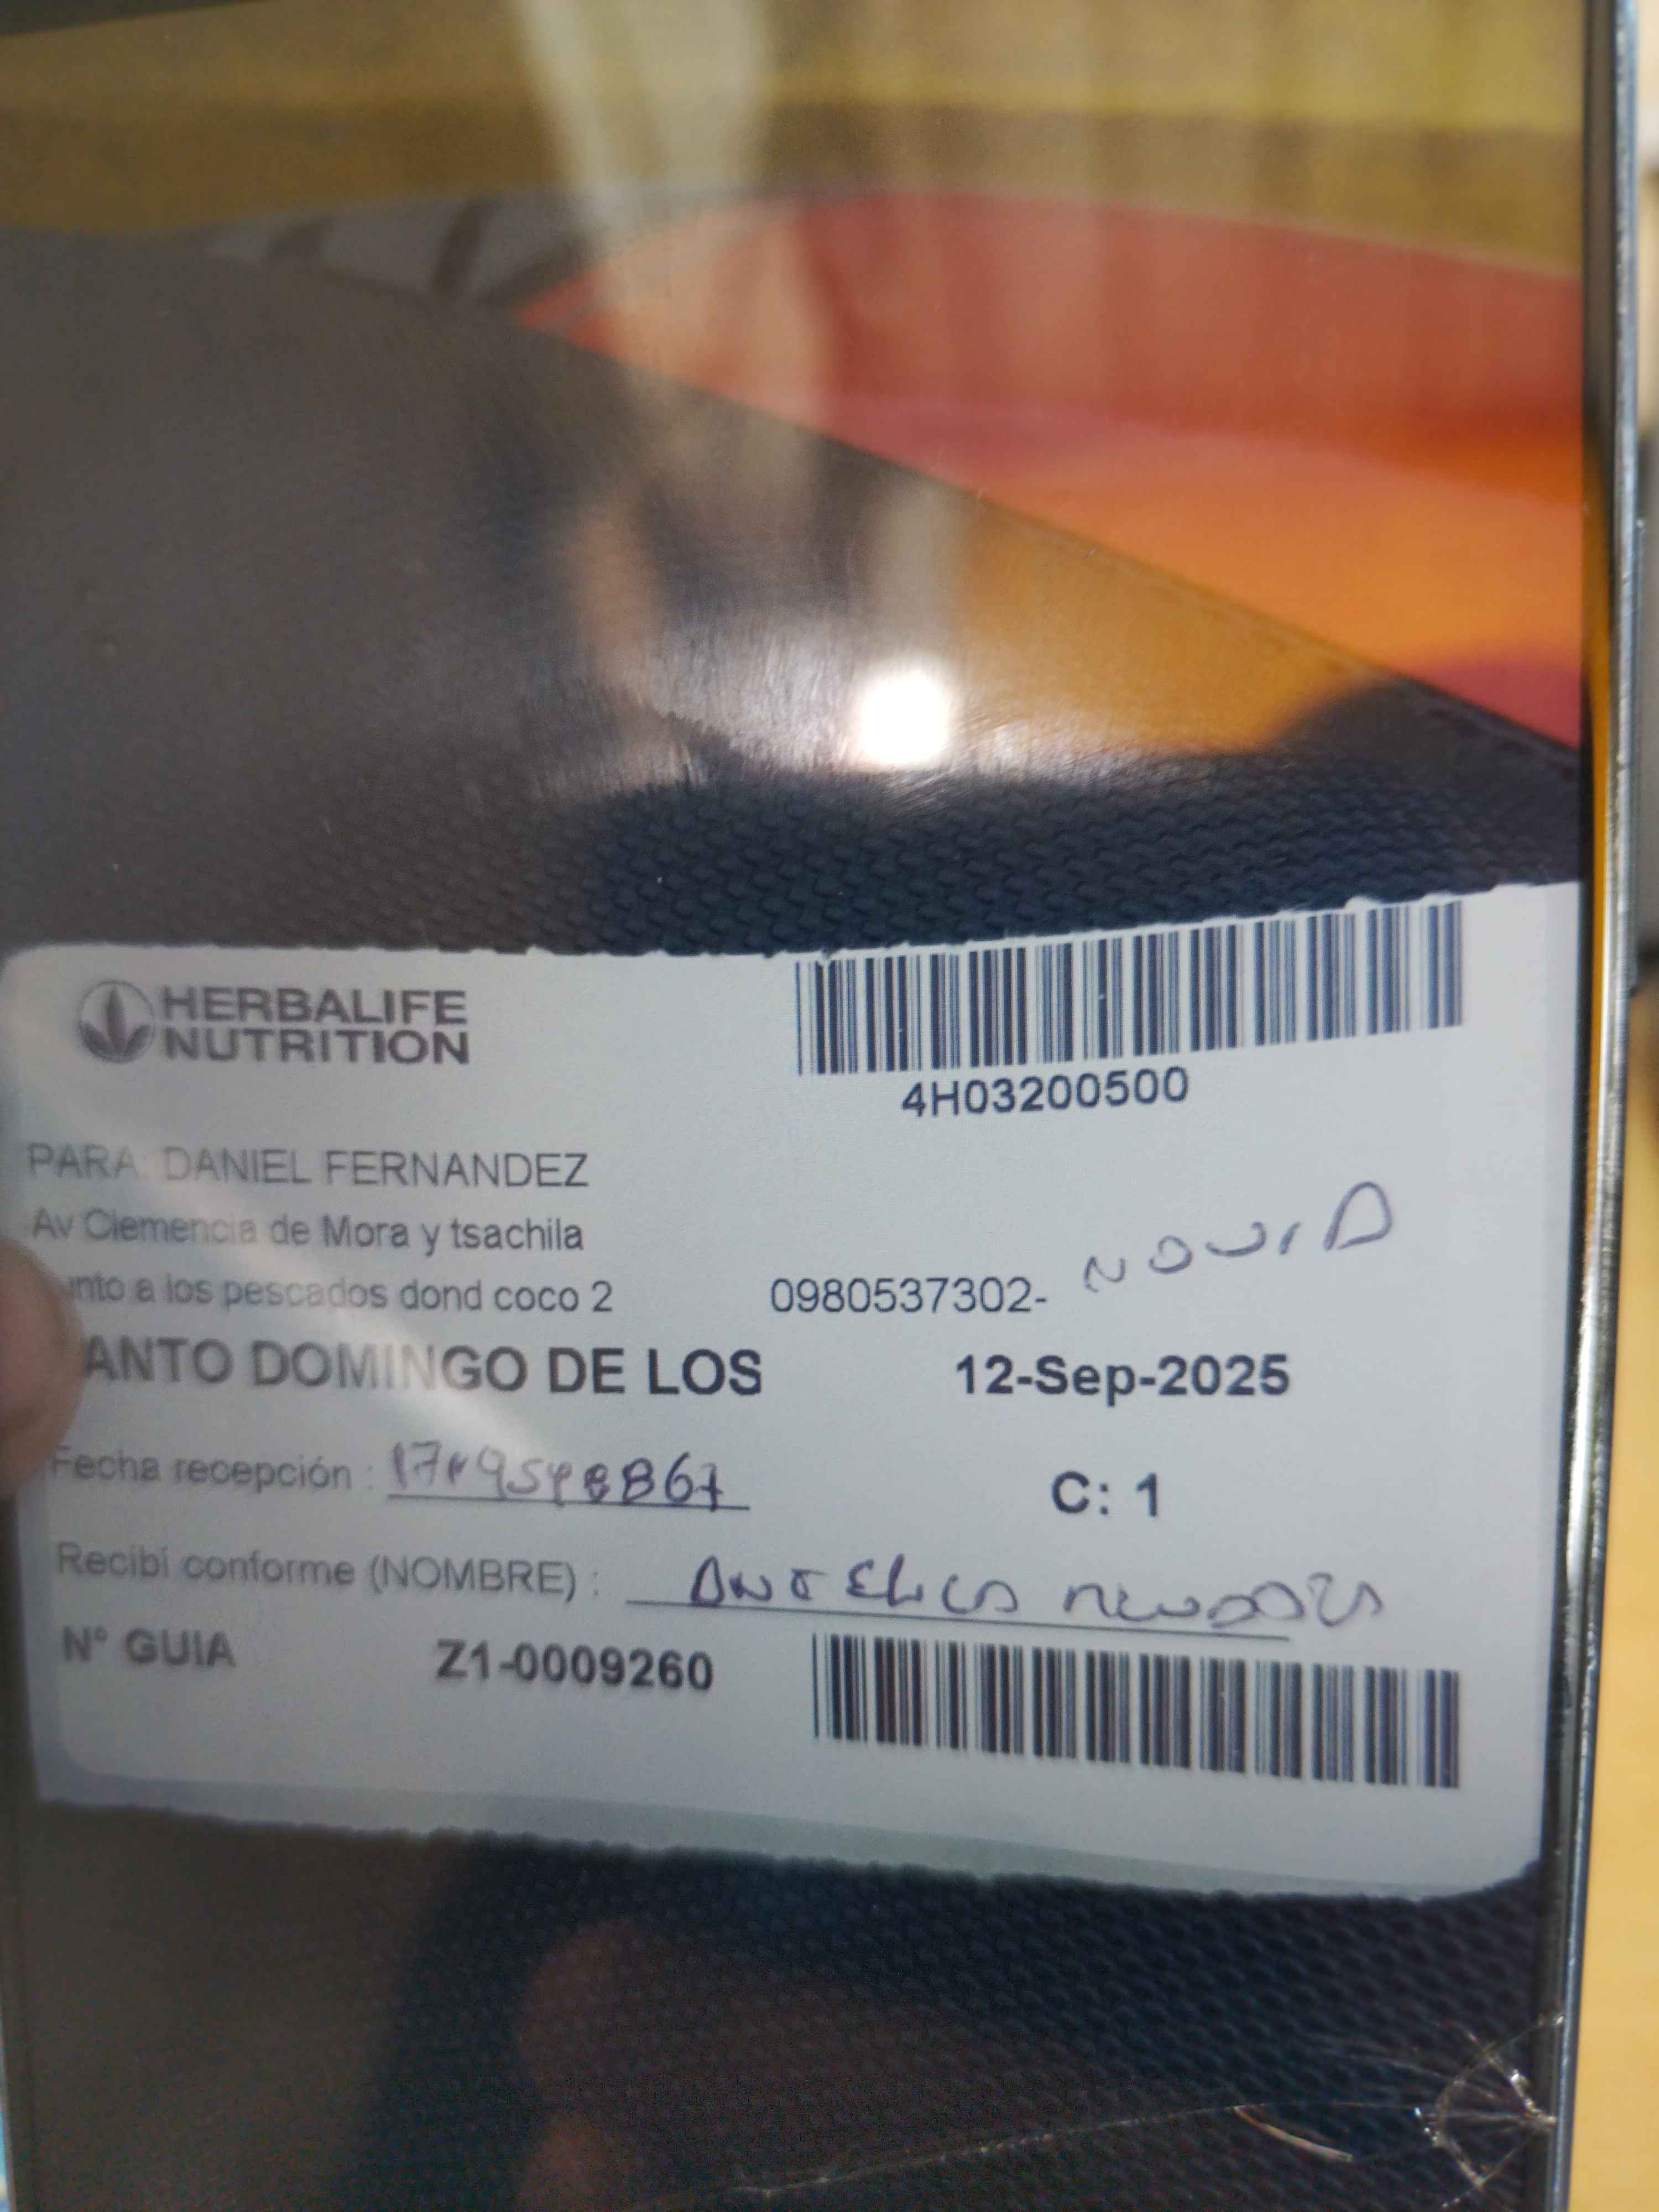 HERBALIFE
NUTRITION
4H03200500
PARA: DANIEL FERNANDEZ
Av Clemencia de Mora y tsachila
unto a los pescados dond coco 2 0980537302-
ANTO DOMINGO DE LOS 12-Sep-2025
Fecha recepción : C: 1
Recibí conforme (NOMBRE) : ANGELICA
N° GUIA Z1-0009260